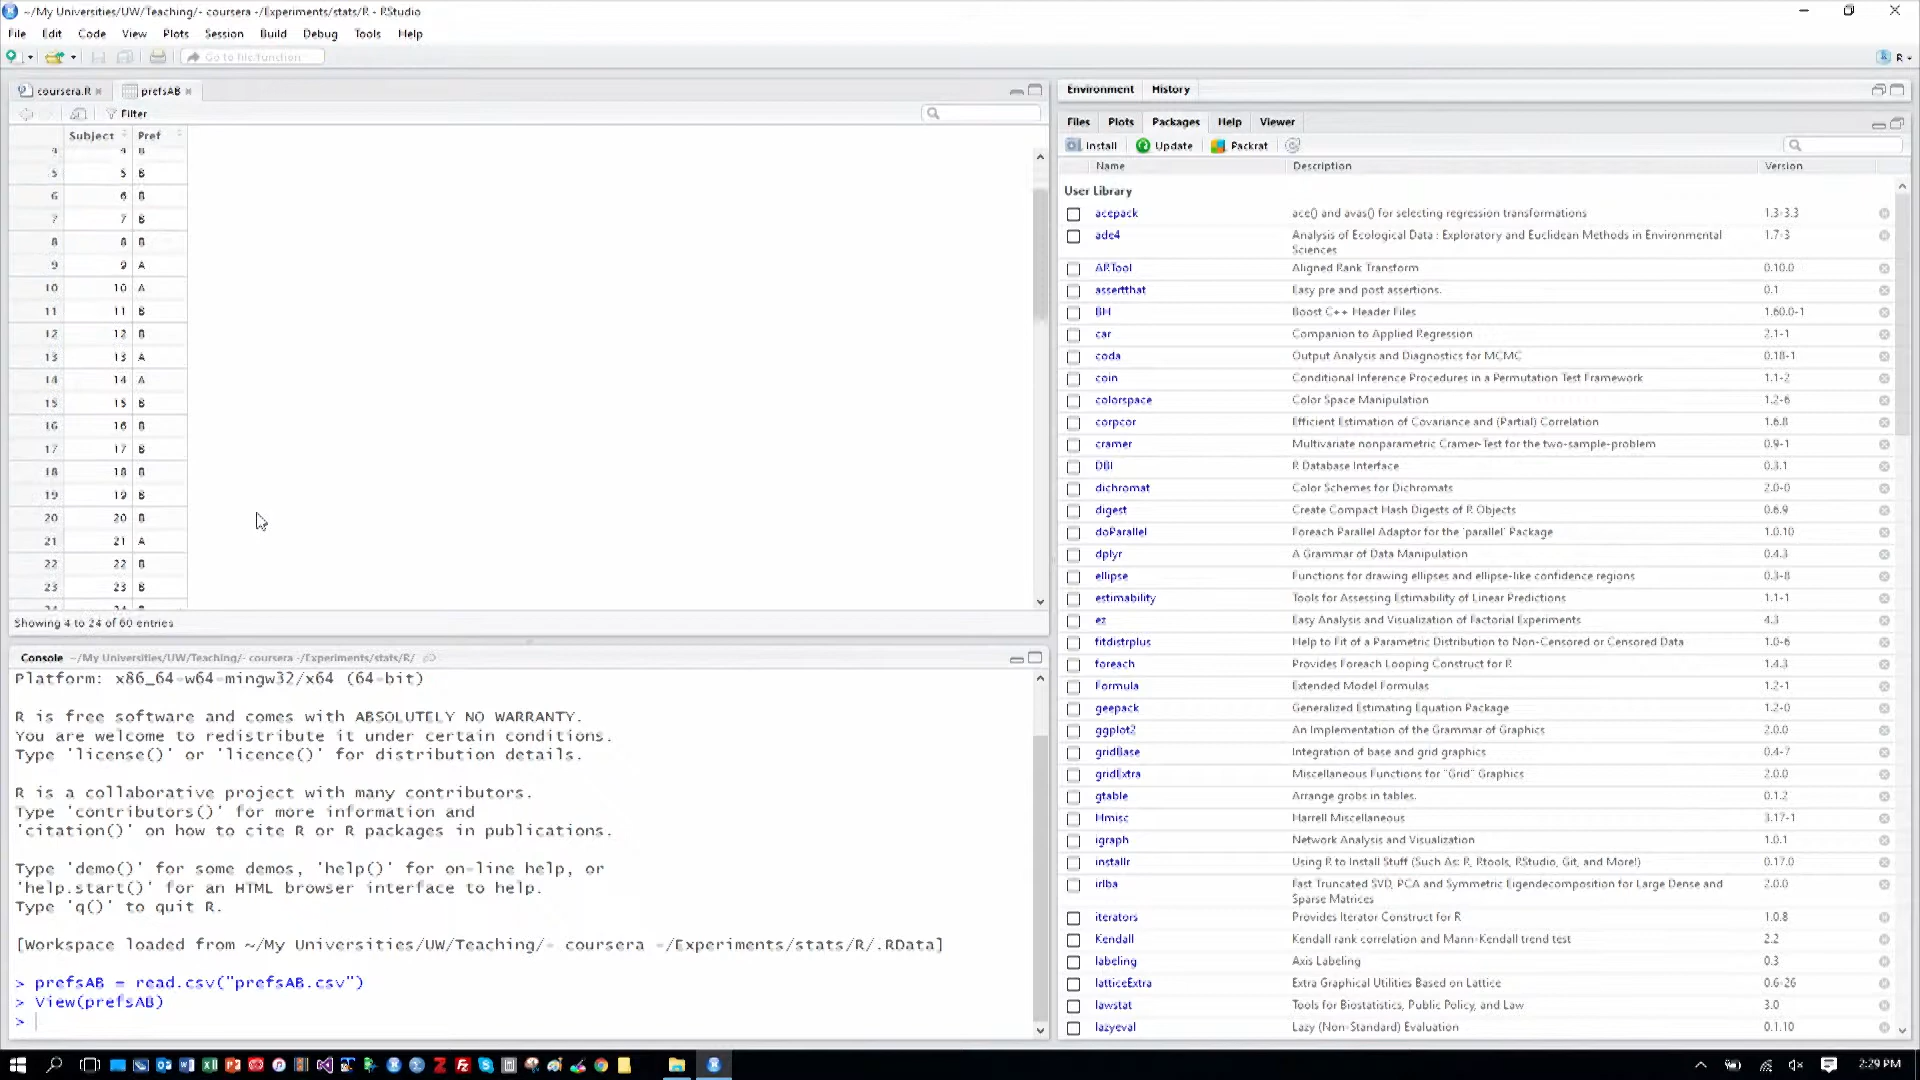 ~/My Universities/UW/Teaching/- coursera -/Experiments/stats/R - RStudio
File Edit Code View Plots Session Build Debug Tools Help
Go to file/function
R
coursera.R
prefsAB
Filter
Subject Pref
4 4 B
5 5 B
6 6 B
7 7 B
8 8 B
9 9 A
10 10 A
11 11 B
12 12 B
13 13 A
14 14 A
15 15 B
16 16 B
17 17 B
18 18 B
19 19 B
20 20 B
21 21 A
22 22 B
23 23 B
24 24 B
Showing 4 to 24 of 60 entries
Console ~/My Universities/UW/Teaching/- coursera -/Experiments/stats/R/
Platform: x86_64-w64-mingw32/x64 (64-bit)
R is free software and comes with ABSOLUTELY NO WARRANTY.
You are welcome to redistribute it under certain conditions.
Type 'license()' or 'licence()' for distribution details.
R is a collaborative project with many contributors.
Type 'contributors()' for more information and
'citation()' on how to cite R or R packages in publications.
Type 'demo()' for some demos, 'help()' for on-line help, or
'help.start()' for an HTML browser interface to help.
Type 'q()' to quit R.
[Workspace loaded from ~/My Universities/UW/Teaching/- coursera -/Experiments/stats/R/.RData]
> prefsAB = read.csv("prefsAB.csv")
> View(prefsAB)
>
Environment History
Files Plots Packages Help Viewer
Install Update Packrat
Name Description Version
User Library
acepack ace() and avas() for selecting regression transformations 1.3-3.3
ade4 Analysis of Ecological Data : Exploratory and Euclidean Methods in Environmental 1.7-3
Sciences
ARTool Aligned Rank Transform 0.10.0
assertthat Easy pre and post assertions. 0.1
BH Boost C++ Header Files 1.60.0-1
car Companion to Applied Regression 2.1-1
coda Output Analysis and Diagnostics for MCMC 0.18-1
coin Conditional Inference Procedures in a Permutation Test Framework 1.1-2
colorspace Color Space Manipulation 1.2-6
corpcor Efficient Estimation of Covariance and (Partial) Correlation 1.6.8
cramer Multivariate nonparametric Cramer-Test for the two-sample-problem 0.9-1
DBI R Database Interface 0.3.1
dichromat Color Schemes for Dichromats 2.0-0
digest Create Compact Hash Digests of R Objects 0.6.9
doParallel Foreach Parallel Adaptor for the 'parallel' Package 1.0.10
dplyr A Grammar of Data Manipulation 0.4.3
ellipse Functions for drawing ellipses and ellipse-like confidence regions 0.3-8
estimability Tools for Assessing Estimability of Linear Predictions 1.1-1
ez Easy Analysis and Visualization of Factorial Experiments 4.3
fitdistrplus Help to Fit of a Parametric Distribution to Non-Censored or Censored Data 1.0-6
foreach Provides Foreach Looping Construct for R 1.4.3
Formula Extended Model Formulas 1.2-1
geepack Generalized Estimating Equation Package 1.2-0
ggplot2 An Implementation of the Grammar of Graphics 2.0.0
gridBase Integration of base and grid graphics 0.4-7
gridExtra Miscellaneous Functions for "Grid" Graphics 2.0.0
gtable Arrange grobs in tables. 0.1.2
Hmisc Harrell Miscellaneous 3.17-1
igraph Network Analysis and Visualization 1.0.1
installr Using R to Install Stuff (Such As: R, Rtools, RStudio, Git, and More!) 0.17.0
irlba Fast Truncated SVD, PCA and Symmetric Eigendecomposition for Large Dense and 2.0.0
Sparse Matrices
iterators Provides Iterator Construct for R 1.0.8
Kendall Kendall rank correlation and Mann-Kendall trend test 2.2
labeling Axis Labeling 0.3
latticeExtra Extra Graphical Utilities Based on Lattice 0.6-26
lawstat Tools for Biostatistics, Public Policy, and Law 3.0
lazyeval Lazy (Non-Standard) Evaluation 0.1.10
2:29 PM